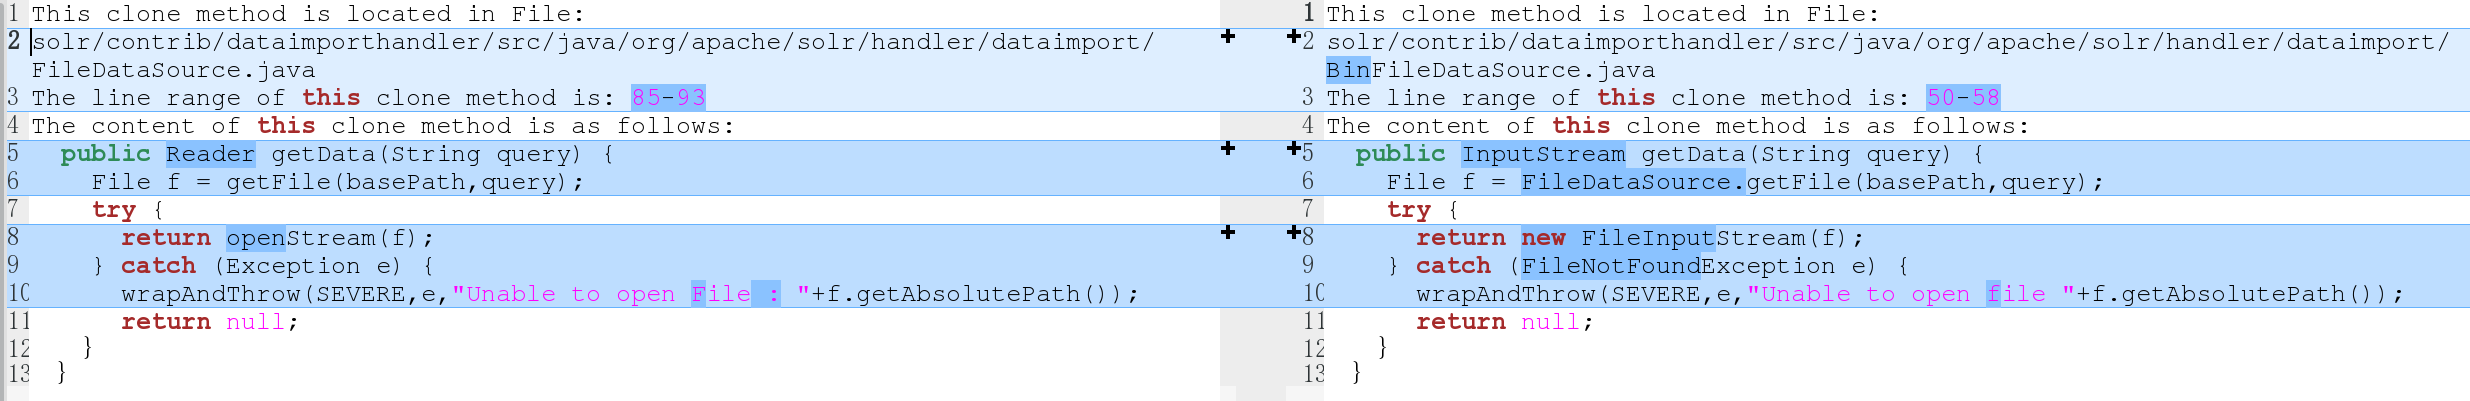 1 This clone method is located in File:
2 solr/contrib/dataimporthandler/src/java/org/apache/solr/handler/dataimport/
FileDataSource.java
3 The line range of this clone method is: 85-93
4 The content of this clone method is as follows:
5   public Reader getData(String query) {
6     File f = getFile(basePath,query);
7     try {
8       return openStream(f);
9     } catch (Exception e) {
10       wrapAndThrow(SEVERE,e,"Unable to open File : "+f.getAbsolutePath());
11       return null;
12     }
13   }
1 This clone method is located in File:
2 solr/contrib/dataimporthandler/src/java/org/apache/solr/handler/dataimport/
BinFileDataSource.java
3 The line range of this clone method is: 50-58
4 The content of this clone method is as follows:
5   public InputStream getData(String query) {
6     File f = FileDataSource.getFile(basePath,query);
7     try {
8       return new FileInputStream(f);
9     } catch (FileNotFoundException e) {
10       wrapAndThrow(SEVERE,e,"Unable to open file "+f.getAbsolutePath());
11       return null;
12     }
13   }